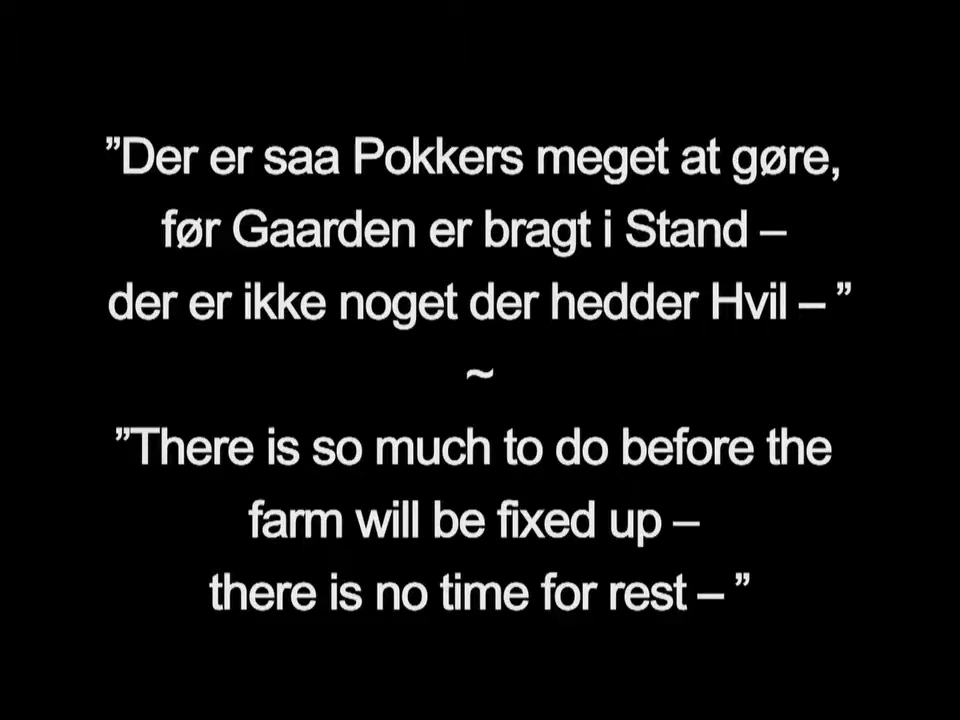 ”Der er saa Pokkers meget at gøre,
før Gaarden er bragt i Stand –
der er ikke noget der hedder Hvil – ”
~
”There is so much to do before the
farm will be fixed up –
there is no time for rest – ”